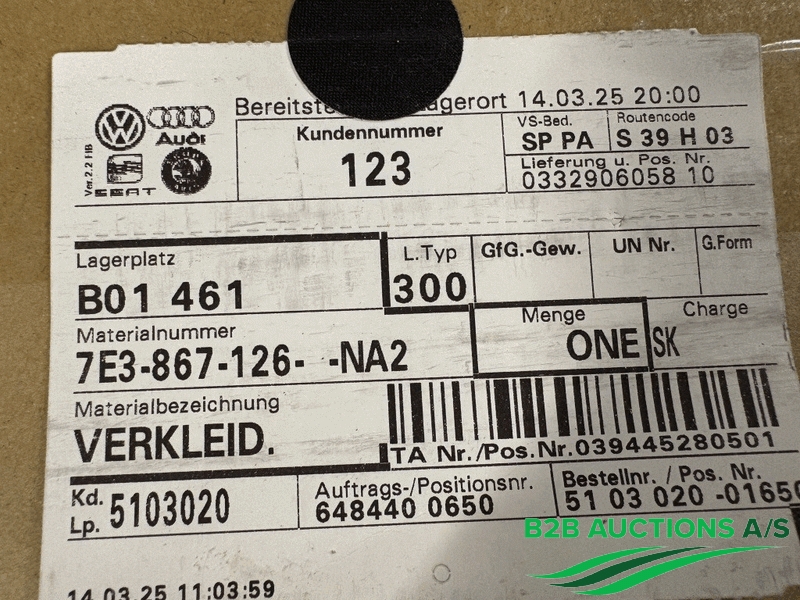 Bereitste agerort 14.03.25 20:00
Audi
SEAT
Ver.2.2 HB
Kundennummer
123
VS-Bed.
SP PA
Routencode
S 39 H 03
Lieferung u. Pos. Nr.
0332906058 10
Lagerplatz
B01 461
L.Typ
300
GfG.-Gew.
UN Nr.
G.Form
Materialnummer
7E3-867-126- -NA2
Menge
ONE
Charge
SK
Materialbezeichnung
VERKLEID.
TA Nr./Pos.Nr.039445280501
Kd.
Lp. 5103020
Auftrags-/Positionsnr.
648440 0650
Bestellnr. / Pos. Nr.
51 03 020 -01650
14.03.25 11:03:59
B2B AUCTIONS A/S